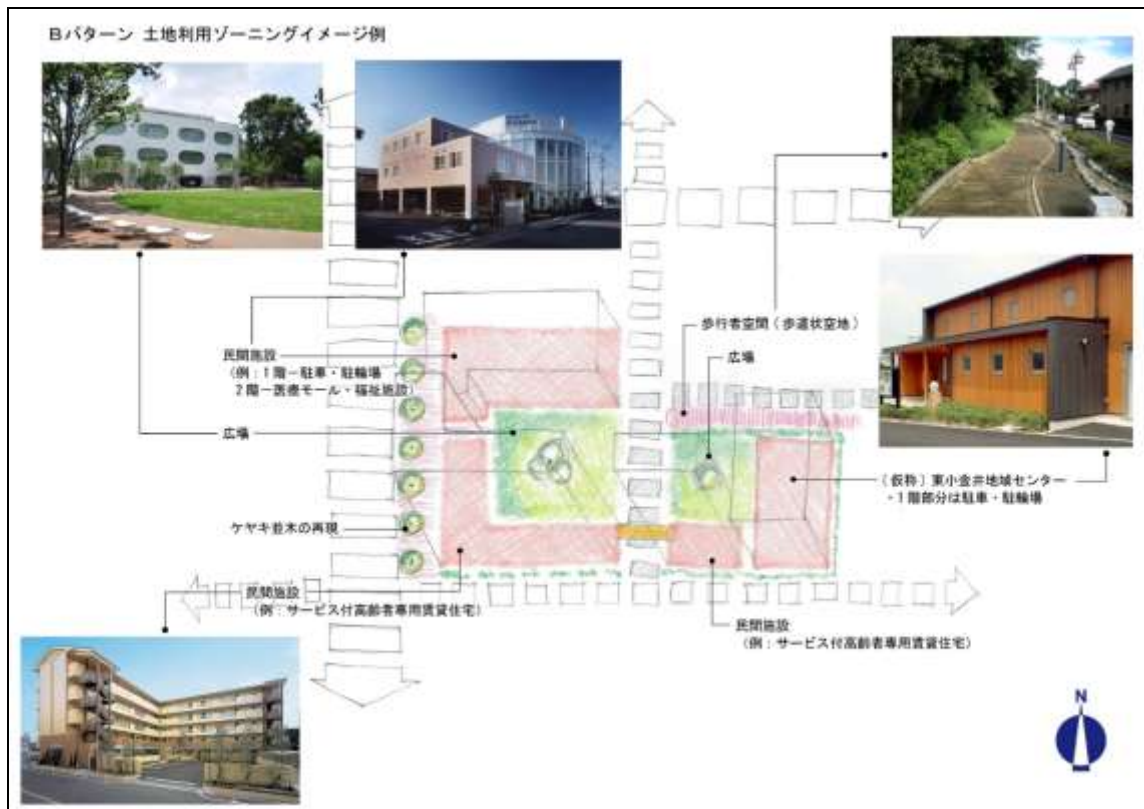 Bパターン 土地利用ゾーニングイメージ例
歩行者空間（歩道状空地）
広場
民間施設
（例：1階－駐車・駐輪場
2階－医療モール・福祉施設）
広場
（仮称）東小金井地域センター
・1階部分は駐車・駐輪場
ケヤキ並木の再現
民間施設
（例：サービス付高齢者専用賃貸住宅）
民間施設
（例：サービス付高齢者専用賃貸住宅）
N